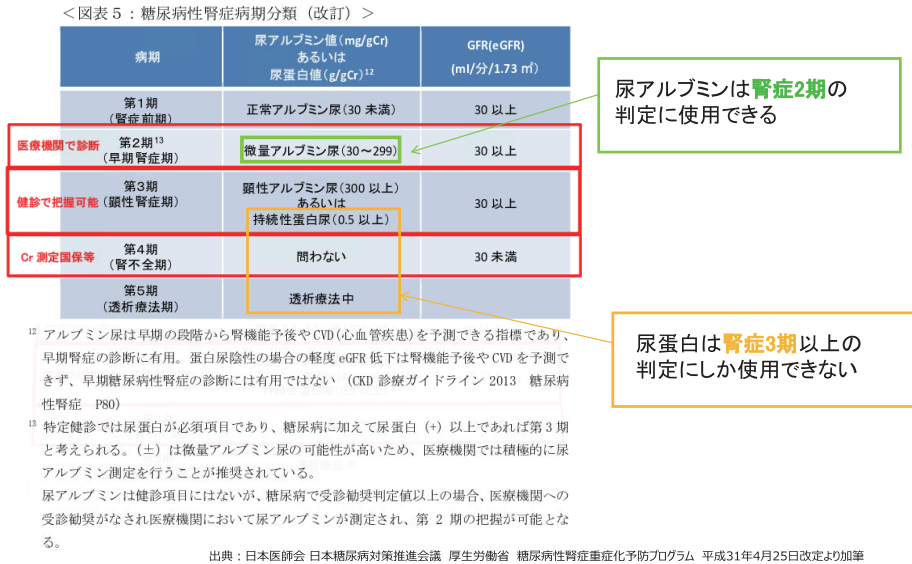 ＜図表５：糖尿病性腎症病期分類（改訂）＞
病期
尿アルブミン値(mg/gCr)
あるいは
尿蛋白値(g/gCr)12
GFR(eGFR)
(ml/分/1.73 ㎡)
第１期
(腎症前期)
正常アルブミン尿(30 未満)
30 以上
医療機関で診断
第２期13
(早期腎症期)
微量アルブミン尿(30～299)
30 以上
健診で把握可能
第３期
(顕性腎症期)
顕性アルブミン尿(300 以上)
あるいは
持続性蛋白尿(0.5 以上)
30 以上
Cr 測定国保等
第４期
(腎不全期)
問わない
30 未満
第５期
(透析療法期)
透析療法中
尿アルブミンは腎症2期の
判定に使用できる
尿蛋白は腎症3期以上の
判定にしか使用できない
12 アルブミン尿は早期の段階から腎機能予後や CVD(心血管疾患)を予測できる指標であり、
早期腎症の診断に有用。蛋白尿陰性の場合の軽度 eGFR 低下は腎機能予後や CVD を予測で
きず、早期糖尿病性腎症の診断には有用ではない （CKD 診療ガイドライン 2013 糖尿病
性腎症 P80）
13 特定健診では尿蛋白が必須項目であり、糖尿病に加えて尿蛋白（+）以上であれば第３期
と考えられる。（±）は微量アルブミン尿の可能性が高いため、医療機関では積極的に尿
アルブミン測定を行うことが推奨されている。
尿アルブミンは健診項目にはないが、糖尿病で受診勧奨判定値以上の場合、医療機関への
受診勧奨がなされ医療機関において尿アルブミンが測定され、第 2 期の把握が可能とな
る。
出典：日本医師会 日本糖尿病対策推進会議 厚生労働省 糖尿病性腎症重症化予防プログラム 平成31年4月25日改定より加筆